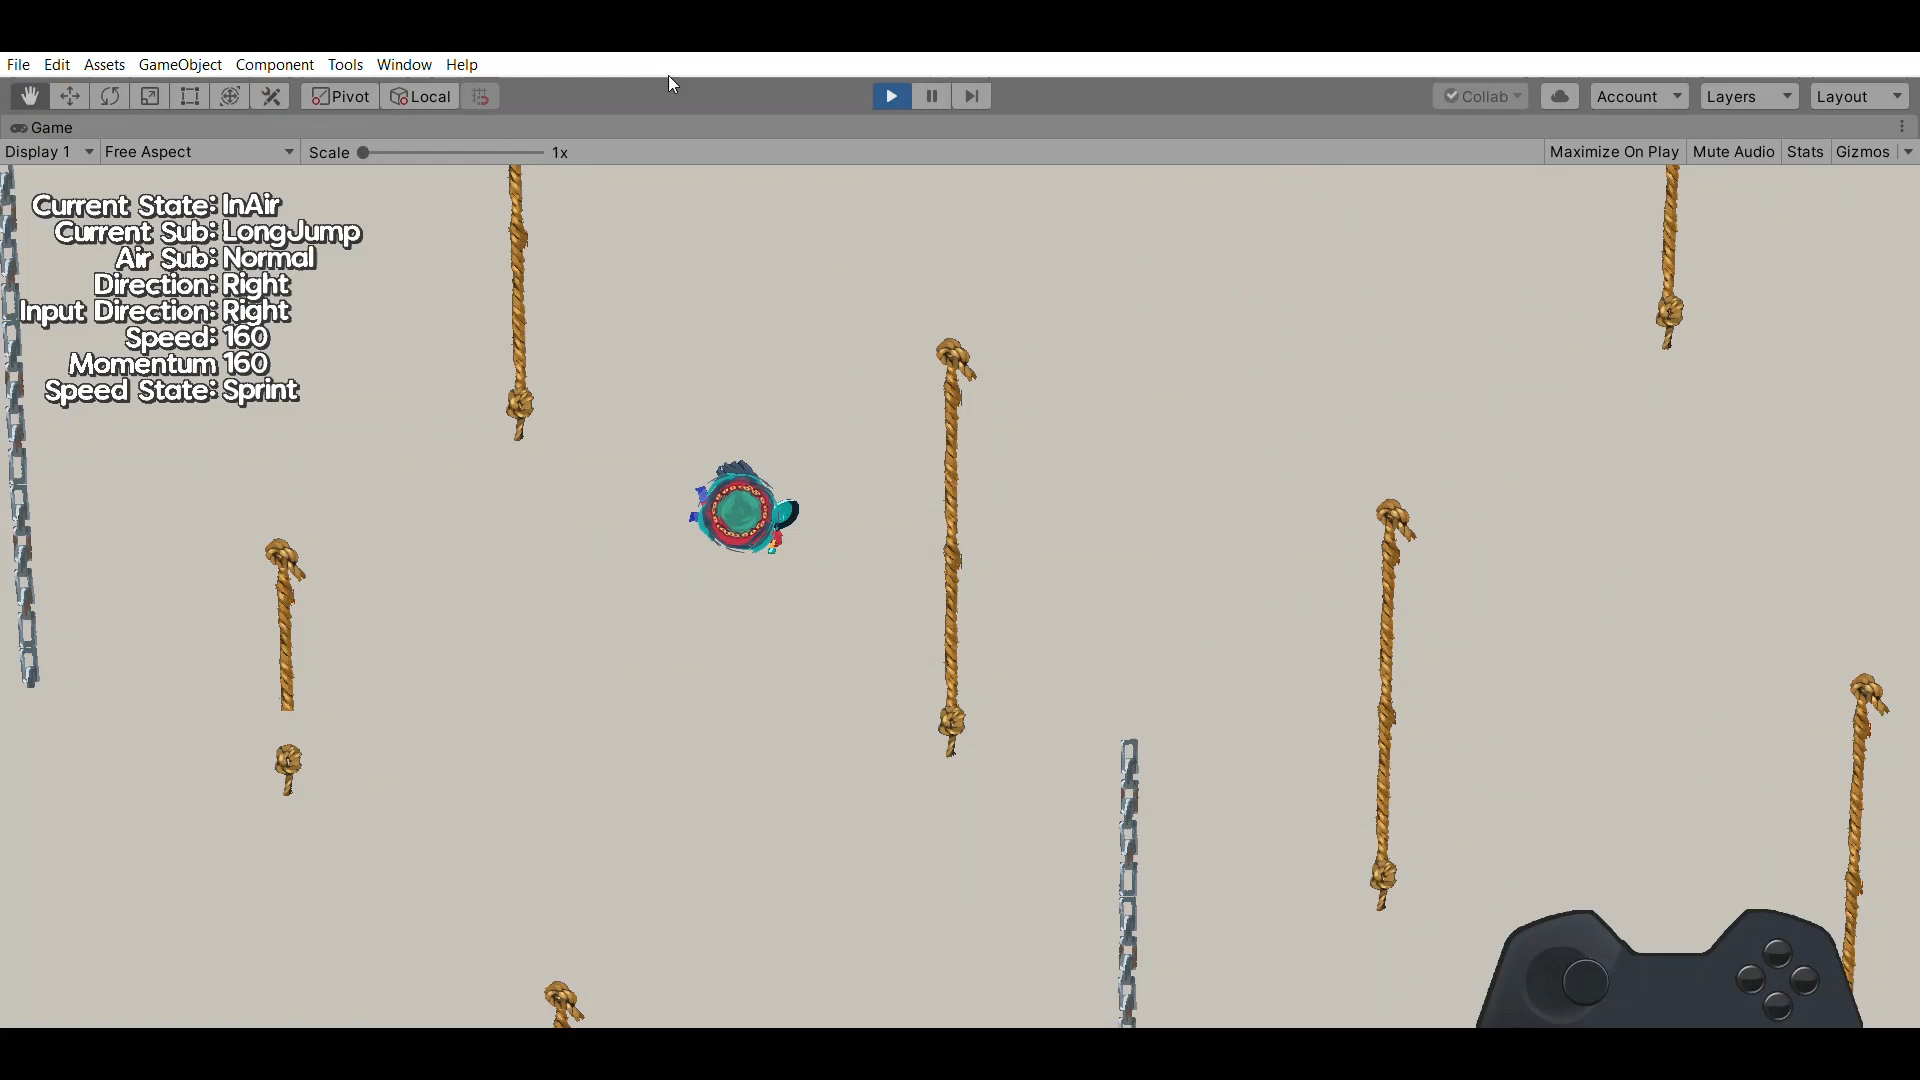 File Edit Assets GameObject Component Tools Window Help
Pivot Local Collab Account Layers Layout
Game
Display 1 Free Aspect Scale 1x Maximize On Play Mute Audio Stats Gizmos
Current State: InAir
Current Sub: LongJump
Air Sub: Normal
Direction: Right
Input Direction: Right
Speed: 160
Momentum 160
Speed State: Sprint